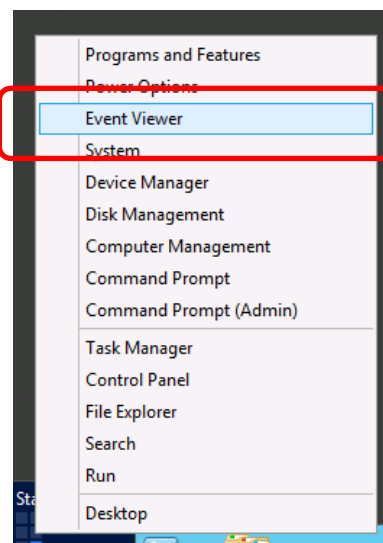 Programs and Features
Power Options
Event Viewer
System
Device Manager
Disk Management
Computer Management
Command Prompt
Command Prompt (Admin)
Task Manager
Control Panel
File Explorer
Search
Run
Sta
Desktop